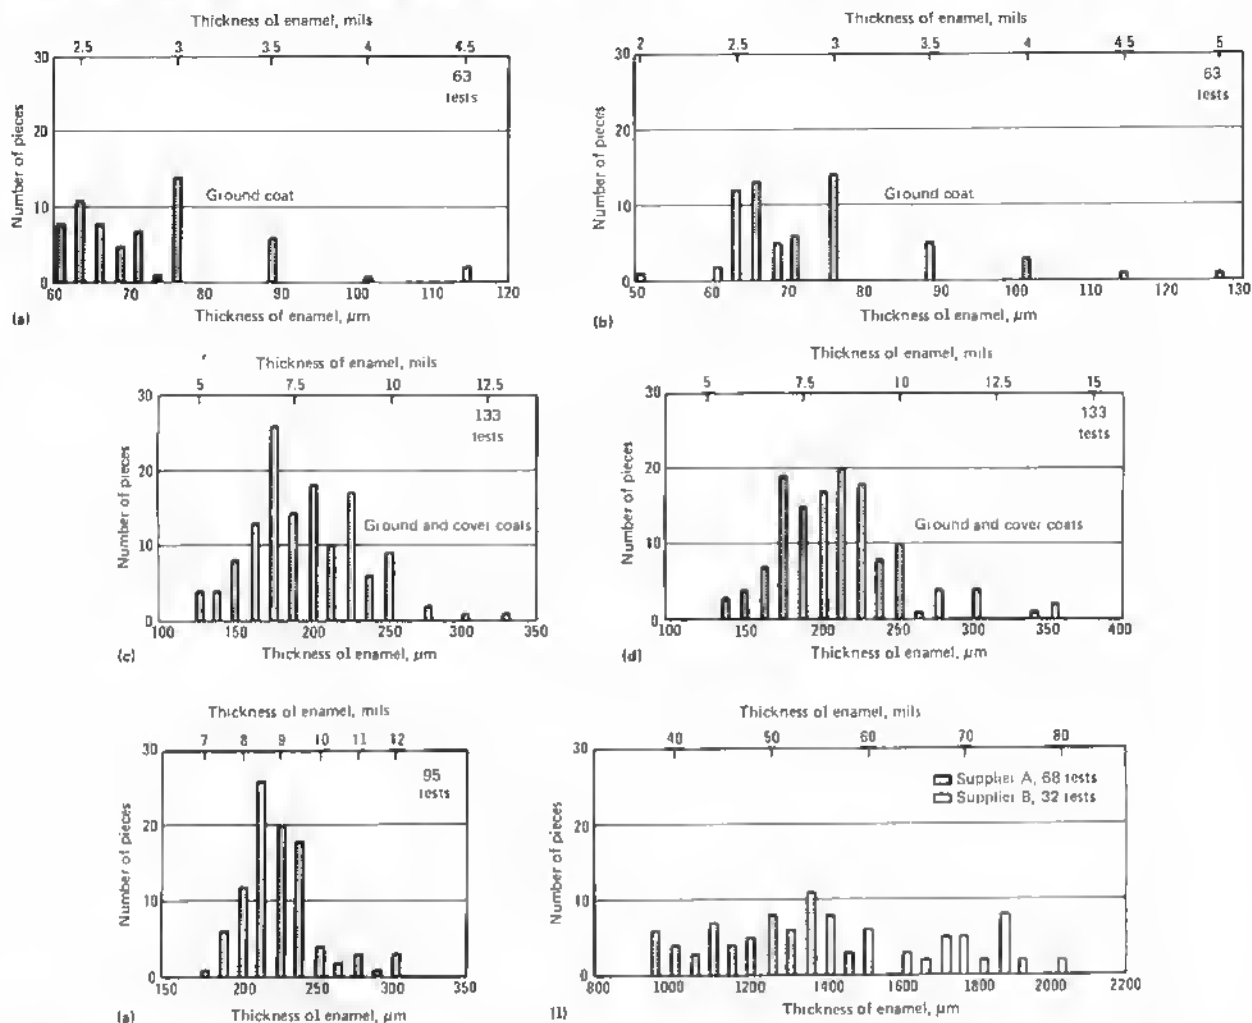 Thickness of enamel, mils
2.5 3 3.5 4 4.5
30
20
10
0
Number of pieces
63
tests
Ground coat
60 70 80 90 100 110 120
(a)
Thickness of enamel, µm
Thickness of enamel, mils
2 2.5 3 3.5 4 4.5 5
30
20
10
0
Number of pieces
63
tests
Ground coat
50 60 70 80 90 100 110 120 130
(b)
Thickness of enamel, µm
Thickness of enamel, mils
5 7.5 10 12.5
30
20
10
0
Number of pieces
133
tests
Ground and cover coats
100 150 200 250 300 350
(c)
Thickness of enamel, µm
Thickness of enamel, mils
5 7.5 10 12.5 15
30
20
10
0
Number of pieces
133
tests
Ground and cover coats
100 150 200 250 300 350 400
(d)
Thickness of enamel, µm
Thickness of enamel, mils
7 8 9 10 11 12
30
20
10
0
Number of pieces
95
tests
150 200 250 300 350
Thickness of enamel, µm
Thickness of enamel, mils
40 50 60 70 80
30
20
10
0
Number of pieces
Supplier A, 68 tests
Supplier B, 32 tests
800 1000 1200 1400 1600 1800 2000 2200
Thickness of enamel, µm